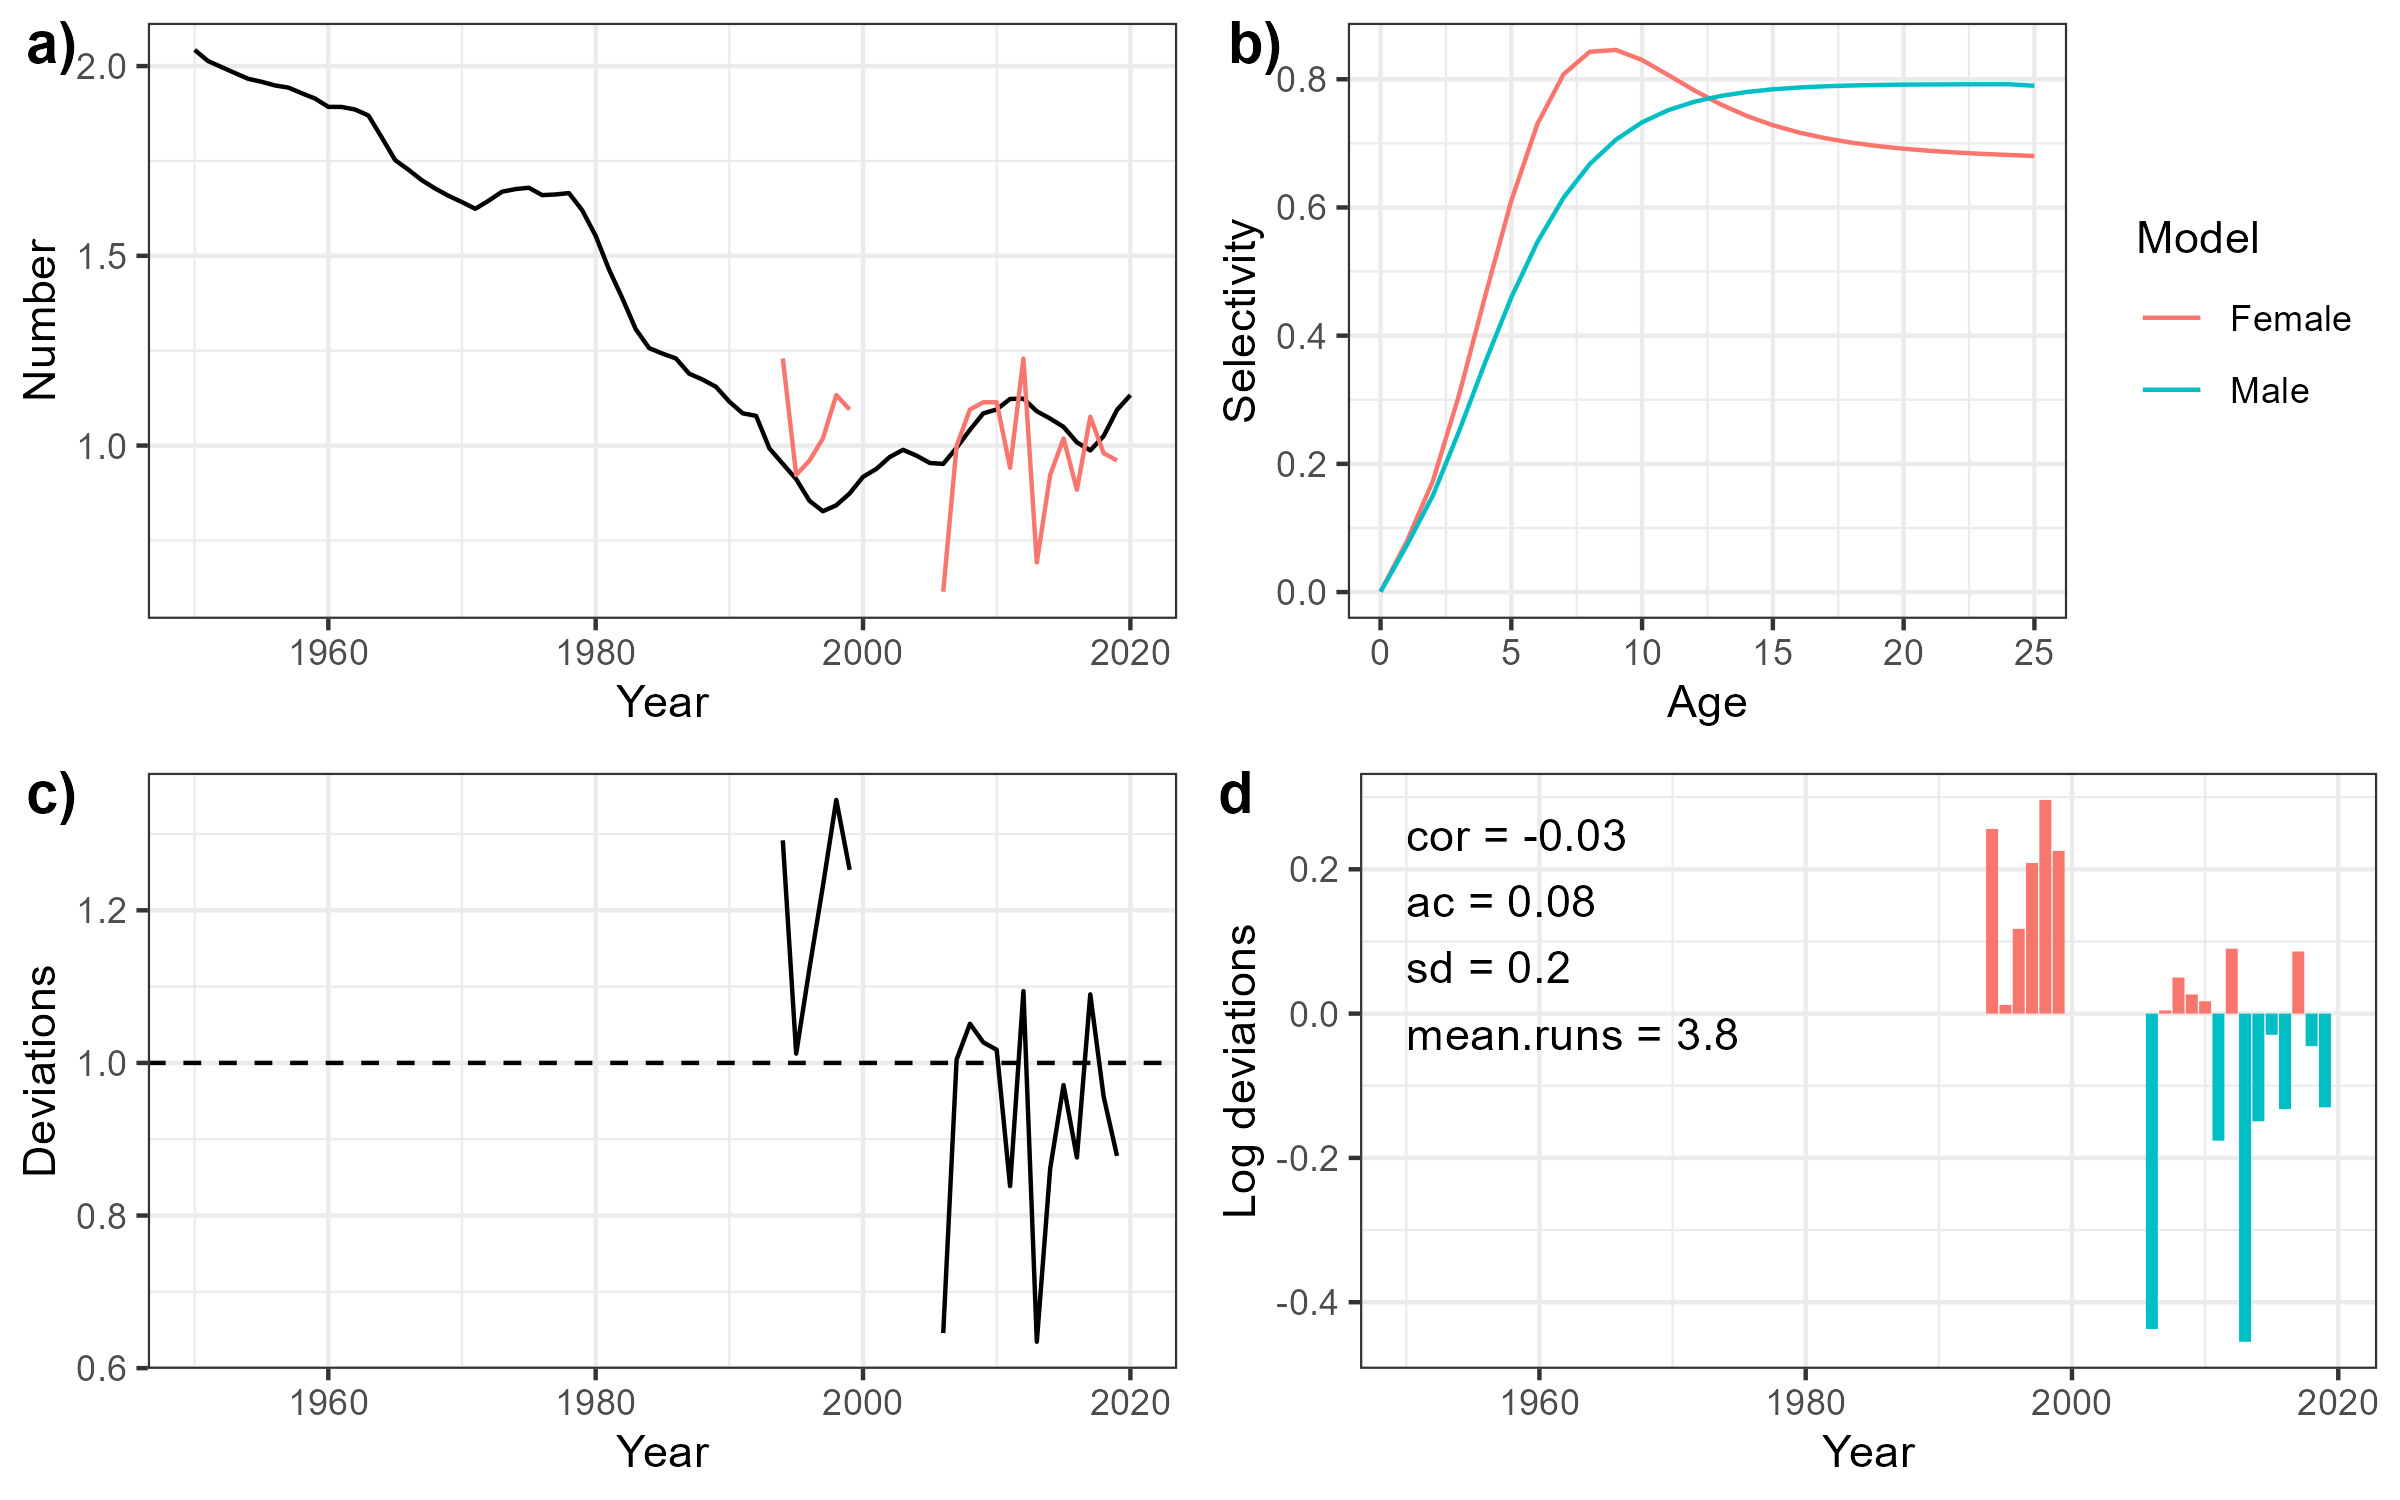 a)
2.0
1.5
1.0
Number
1960 1980 2000 2020
Year
b)
0.8
0.6
0.4
0.2
0.0
Selectivity
0 5 10 15 20 25
Age
Model
Female
Male
c)
1.2
1.0
0.8
0.6
Deviations
1960 1980 2000 2020
Year
d
0.2
0.0
-0.2
-0.4
Log deviations
cor = -0.03
ac = 0.08
sd = 0.2
mean.runs = 3.8
1960 1980 2000 2020
Year